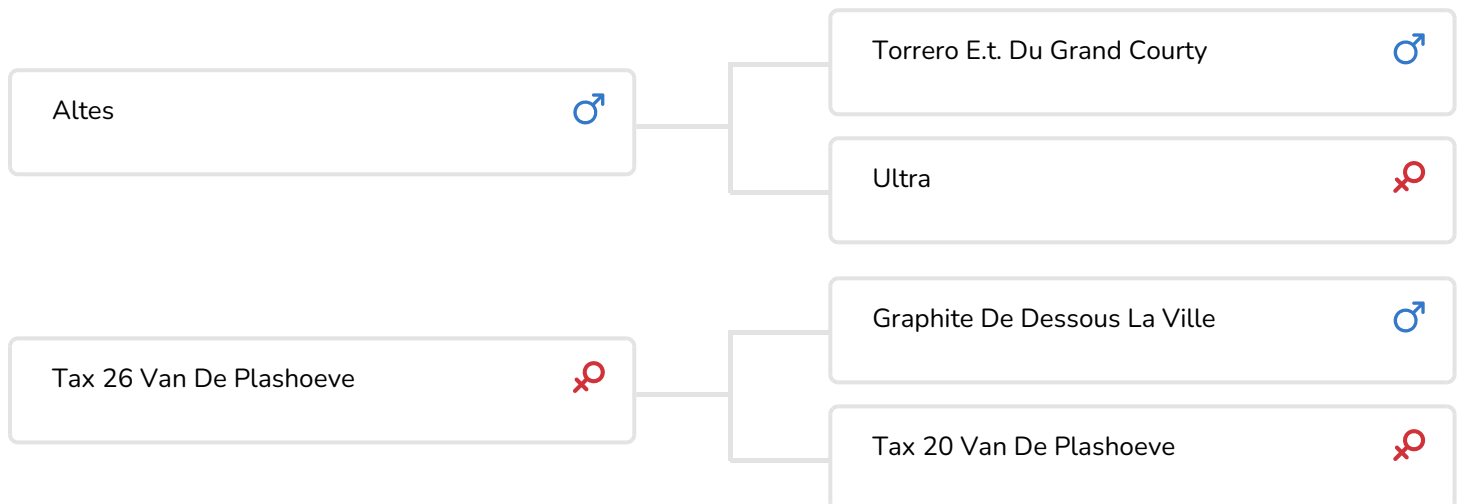 Torrero E.t. Du Grand Courty
Altes
Ultra
Graphite De Dessous La Ville
Tax 26 Van De Plashoeve
Tax 20 Van De Plashoeve